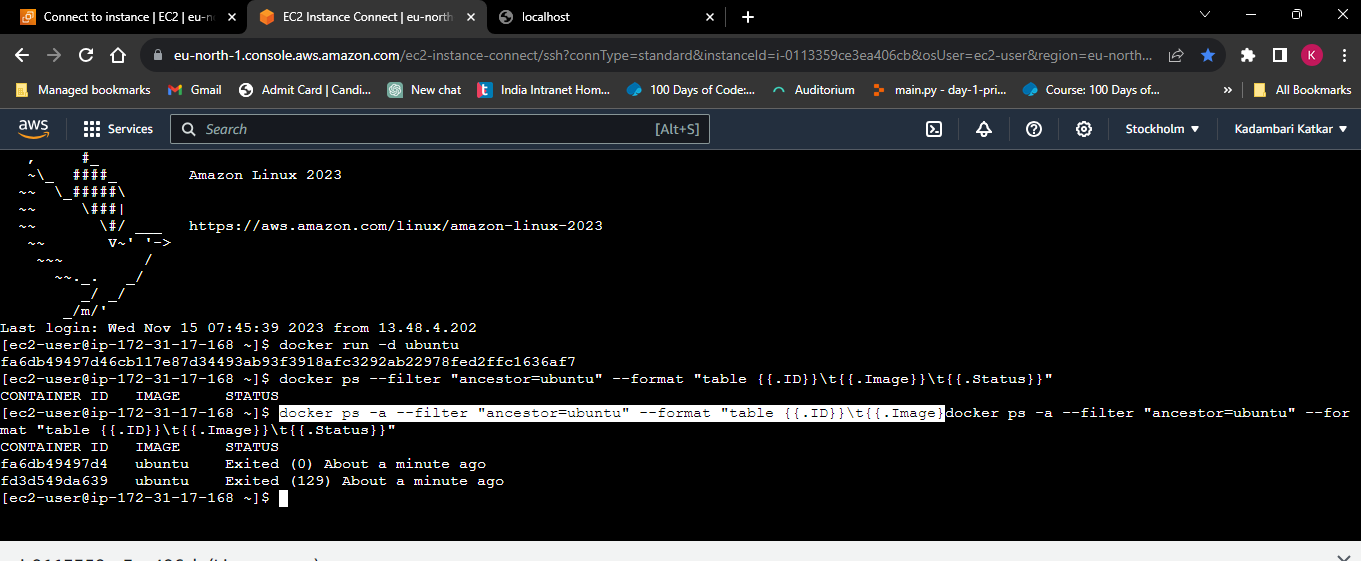 Connect to instance | EC2 | eu-n
EC2 Instance Connect | eu-north
localhost
eu-north-1.console.aws.amazon.com/ec2-instance-connect/ssh?connType=standard&instanceId=i-0113359ce3ea406cb&osUser=ec2-user&region=eu-north...
K
Managed bookmarks
Gmail
Admit Card | Candi...
New chat
India Intranet Hom...
100 Days of Code:...
Auditorium
main.py - day-1-pri...
Course: 100 Days of...
»
All Bookmarks
aws
Services
Search
[Alt+S]
Stockholm
Kadambari Katkar
   ,     #_
   ~\_  ####_        Amazon Linux 2023
  ~~  \_#####\
  ~~     \###|
  ~~       \#/ ___   https://aws.amazon.com/linux/amazon-linux-2023
   ~~       V~' '->
    ~~~         /
      ~~._.   _/
         _/ _/
       _/m/'
Last login: Wed Nov 15 07:45:39 2023 from 13.48.4.202
[ec2-user@ip-172-31-17-168 ~]$ docker run -d ubuntu
fa6db49497d46cb117e87d34493ab93f3918afc3292ab22978fed2ffc1636af7
[ec2-user@ip-172-31-17-168 ~]$ docker ps --filter "ancestor=ubuntu" --format "table {{.ID}}\t{{.Image}}\t{{.Status}}"
CONTAINER ID   IMAGE     STATUS
[ec2-user@ip-172-31-17-168 ~]$ docker ps -a --filter "ancestor=ubuntu" --format "table {{.ID}}\t{{.Image}docker ps -a --filter "ancestor=ubuntu" --for
mat "table {{.ID}}\t{{.Image}}\t{{.Status}}"
CONTAINER ID   IMAGE     STATUS
fa6db49497d4   ubuntu    Exited (0) About a minute ago
fd3d549da639   ubuntu    Exited (129) About a minute ago
[ec2-user@ip-172-31-17-168 ~]$